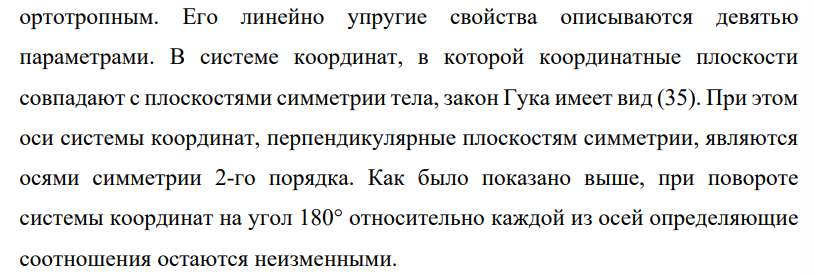 ортотропным. Его линейно упругие свойства описываются девятью
параметрами. В системе координат, в которой координатные плоскости
совпадают с плоскостями симметрии тела, закон Гука имеет вид (35). При этом
оси системы координат, перпендикулярные плоскостям симметрии, являются
осями симметрии 2-го порядка. Как было показано выше, при повороте
системы координат на угол 180° относительно каждой из осей определяющие
соотношения остаются неизменными.